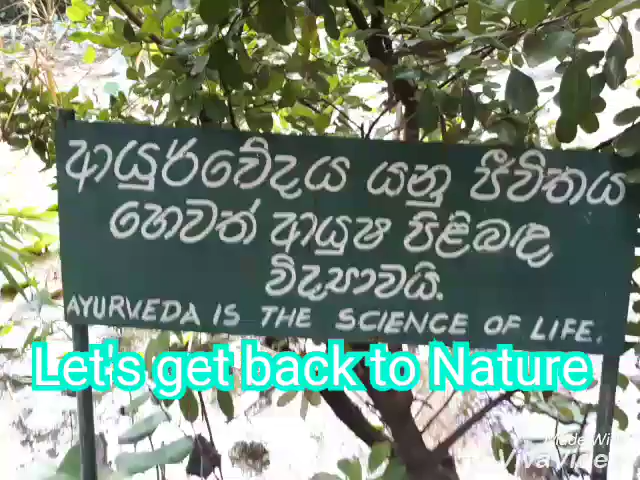 ආයුර්වේදය යනු ජීවිතය
හෙවත් ආයුෂ පිළිබඳ
විද්‍යාවයි.
AYURVEDA IS THE SCIENCE OF LIFE.
Let's get back to Nature
Made With
VivaVideo